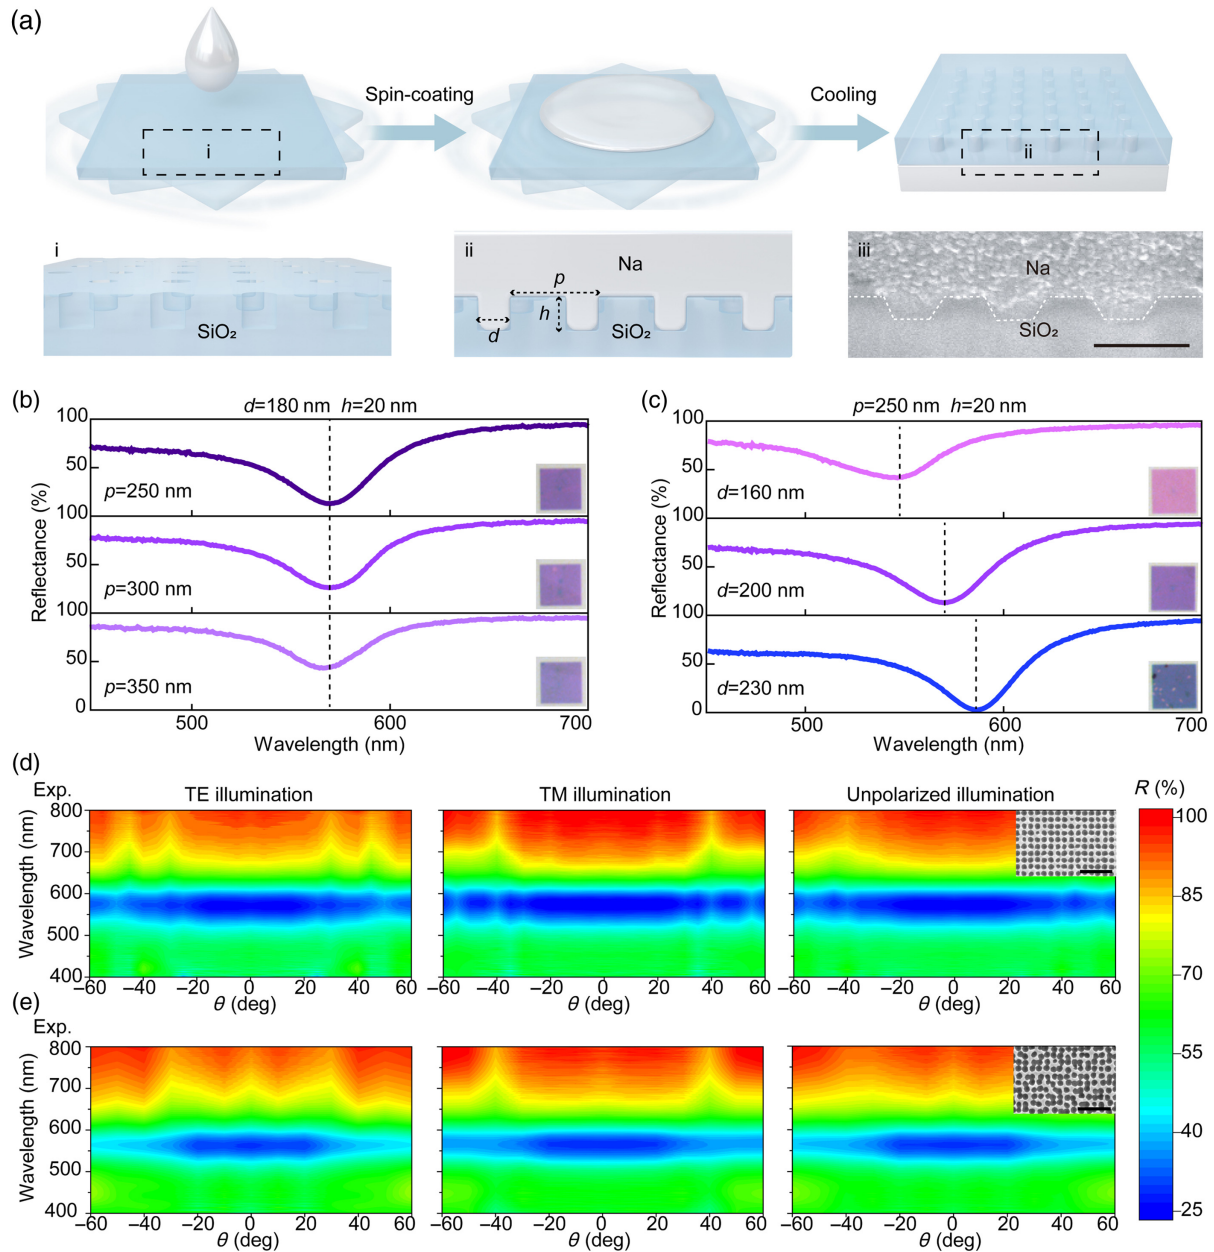 (a)
Spin-coating
Cooling
i
ii
i
SiO₂
ii
Na
p
h
d
SiO₂
iii
Na
SiO₂
(b)
d=180 nm h=20 nm
Reflectance (%)
100
50
p=250 nm
100
50
p=300 nm
100
50
p=350 nm
0
500
600
700
Wavelength (nm)
(c)
p=250 nm h=20 nm
Reflectance (%)
100
50
d=160 nm
100
50
d=200 nm
100
50
d=230 nm
0
500
600
700
Wavelength (nm)
(d)
Exp.
TE illumination
TM illumination
Unpolarized illumination
R (%)
Wavelength (nm)
800
700
600
500
400
−60 −40 −20 0 20 40 60
θ (deg)
−60 −40 −20 0 20 40 60
θ (deg)
−60 −40 −20 0 20 40 60
θ (deg)
100
85
70
55
40
25
(e)
Exp.
Wavelength (nm)
800
700
600
500
400
−60 −40 −20 0 20 40 60
θ (deg)
−60 −40 −20 0 20 40 60
θ (deg)
−60 −40 −20 0 20 40 60
θ (deg)